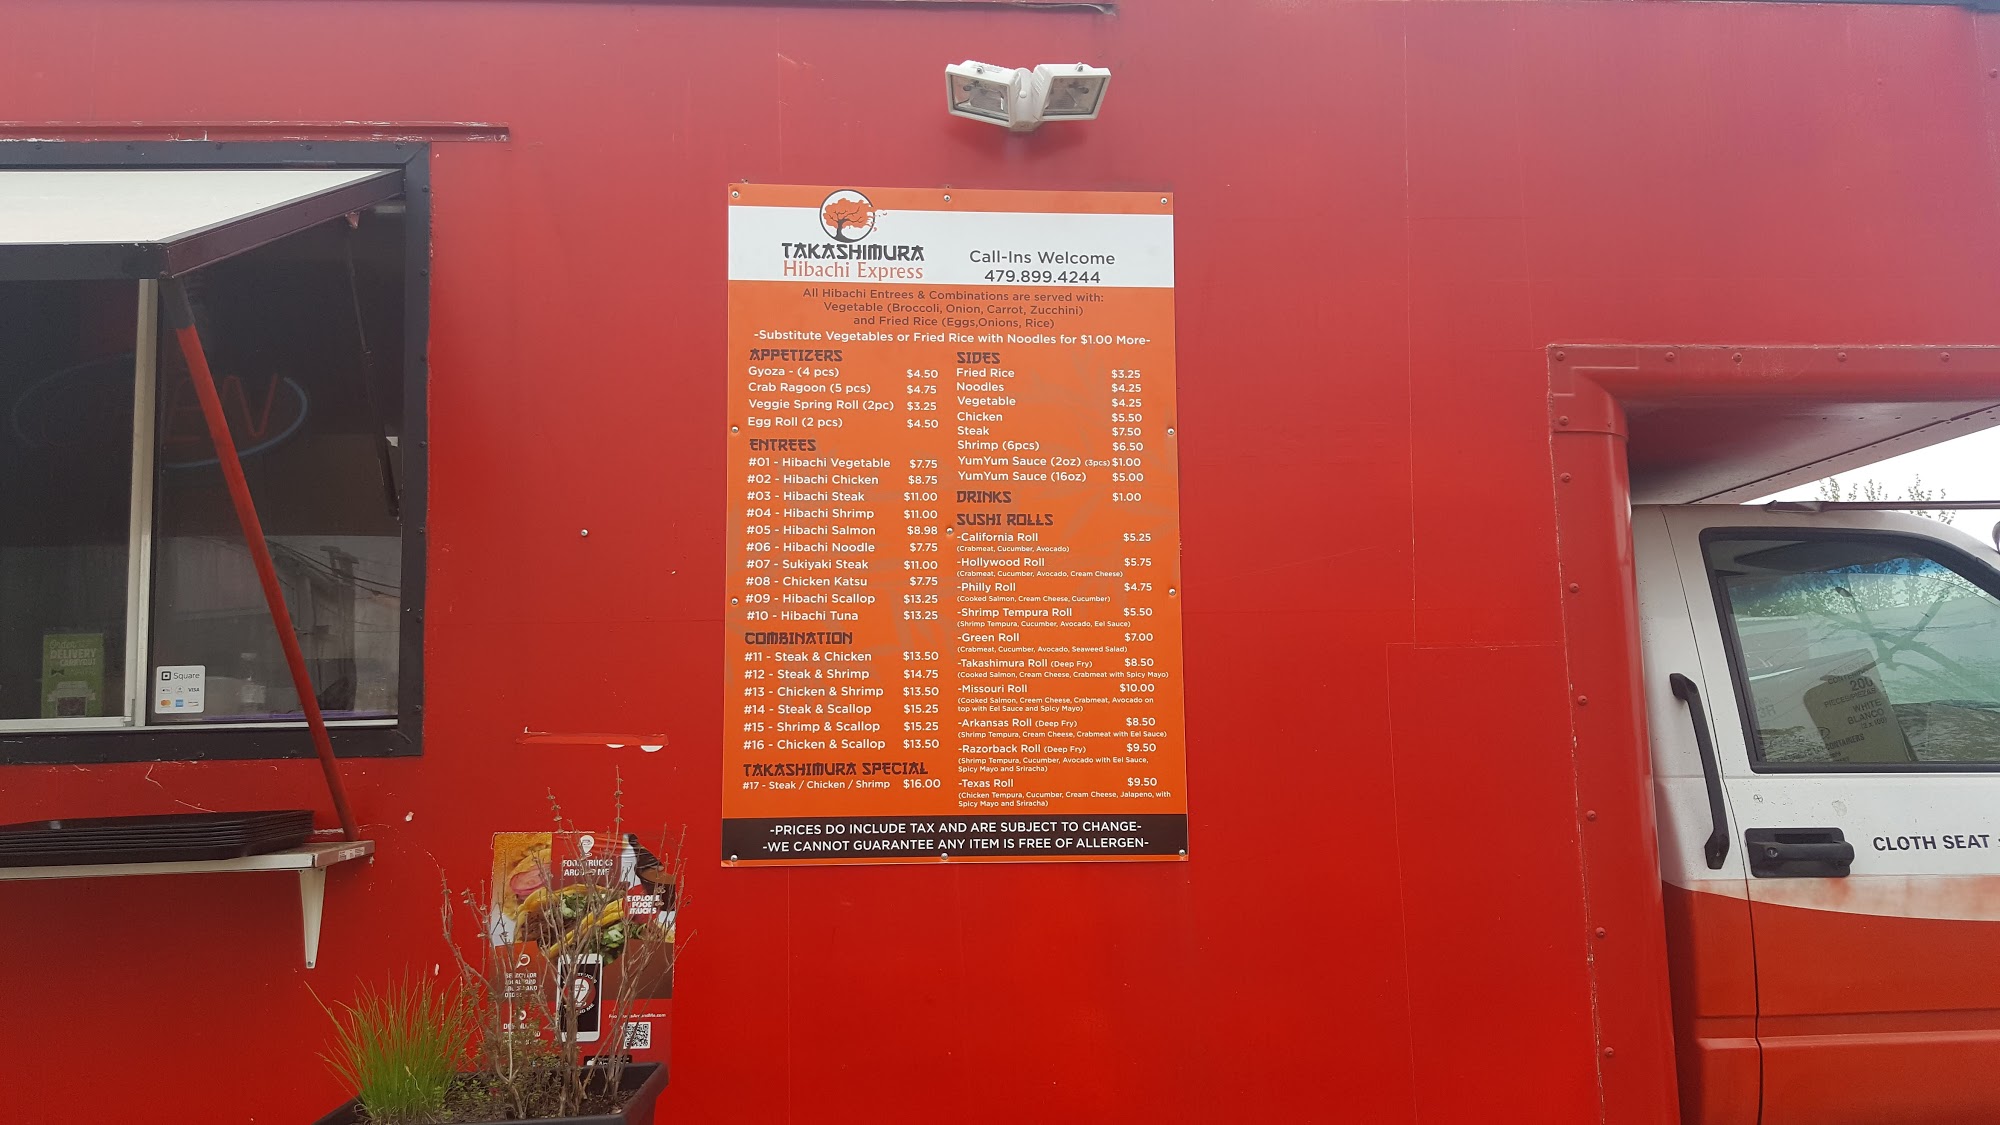 TAKASHIMURA
Hibachi Express
Call-Ins Welcome
479.899.4244
All Hibachi Entrees & Combinations are served with:
Vegetable (Broccoli, Onion, Carrot, Zucchini)
and Fried Rice (Eggs,Onions, Rice)
-Substitute Vegetables or Fried Rice with Noodles for $1.00 More-
APPETIZERS
Gyoza - (4 pcs) $4.50
Crab Ragoon (5 pcs) $4.75
Veggie Spring Roll (2pc) $3.25
Egg Roll (2 pcs) $4.50
ENTREES
#01 - Hibachi Vegetable $7.75
#02 - Hibachi Chicken $8.75
#03 - Hibachi Steak $11.00
#04 - Hibachi Shrimp $11.00
#05 - Hibachi Salmon $8.98
#06 - Hibachi Noodle $7.75
#07 - Sukiyaki Steak $11.00
#08 - Chicken Katsu $7.75
#09 - Hibachi Scallop $13.25
#10 - Hibachi Tuna $13.25
COMBINATION
#11 - Steak & Chicken $13.50
#12 - Steak & Shrimp $14.75
#13 - Chicken & Shrimp $13.50
#14 - Steak & Scallop $15.25
#15 - Shrimp & Scallop $15.25
#16 - Chicken & Scallop $13.50
TAKASHIMURA SPECIAL
#17 - Steak / Chicken / Shrimp $16.00
SIDES
Fried Rice $3.25
Noodles $4.25
Vegetable $4.25
Chicken $5.50
Steak $7.50
Shrimp (6pcs) $6.50
YumYum Sauce (2oz) (3pcs) $1.00
YumYum Sauce (16oz) $5.00
DRINKS $1.00
SUSHI ROLLS
-California Roll $5.25
(Crabmeat, Cucumber, Avocado)
-Hollywood Roll $5.75
(Crabmeat, Cucumber, Avocado, Cream Cheese)
-Philly Roll $4.75
(Cooked Salmon, Cream Cheese, Cucumber)
-Shrimp Tempura Roll $5.50
(Shrimp Tempura, Cucumber, Avocado, Eel Sauce)
-Green Roll $7.00
(Crabmeat, Cucumber, Avocado, Seaweed Salad)
-Takashimura Roll (Deep Fry) $8.50
(Cooked Salmon, Cream Cheese, Crabmeat with Spicy Mayo)
-Missouri Roll $10.00
(Cooked Salmon, Creem Cheese, Crabmeat, Avocado on
top with Eel Sauce and Spicy Mayo)
-Arkansas Roll (Deep Fry) $8.50
(Shrimp Tempura, Cream Cheese, Crabmeat with Eel Sauce)
-Razorback Roll (Deep Fry) $9.50
(Shrimp Tempura, Cucumber, Avocado with Eel Sauce,
Spicy Mayo and Sriracha)
-Texas Roll $9.50
(Chicken Tempura, Cucumber, Cream Cheese, Jalapeno, with
Spicy Mayo and Sriracha)
-PRICES DO INCLUDE TAX AND ARE SUBJECT TO CHANGE-
-WE CANNOT GUARANTEE ANY ITEM IS FREE OF ALLERGEN-
DELIVERY
CARRYOUT
Square
VISA
FOOD TRUCKS
AROUND ME
EXPLORE
FOOD
TRUCKS
200
WHITE
BLANCO
CONTAINERS
CLOTH SEAT